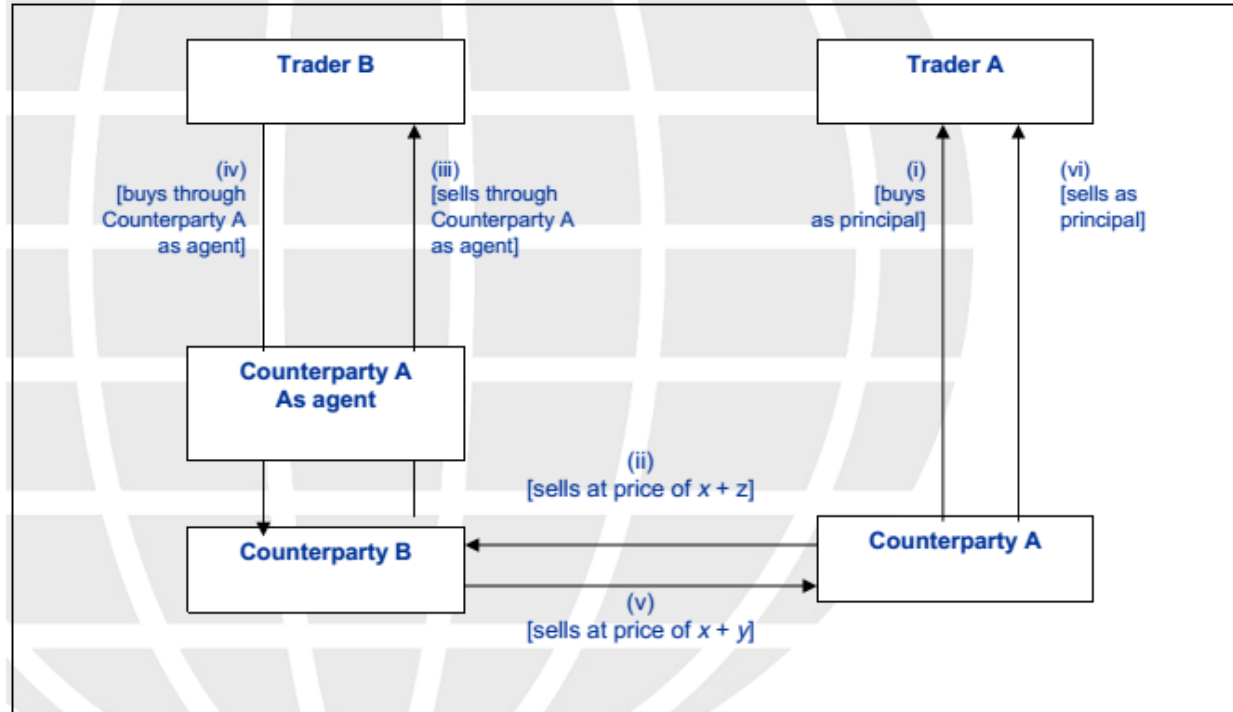 Trader B
Trader A
(iv)
[buys through
Counterparty A
as agent]
(iii)
[sells through
Counterparty A
as agent]
(i)
[buys
as principal]
(vi)
[sells as
principal]
Counterparty A
As agent
(ii)
[sells at price of x + z]
Counterparty B
Counterparty A
(v)
[sells at price of x + y]